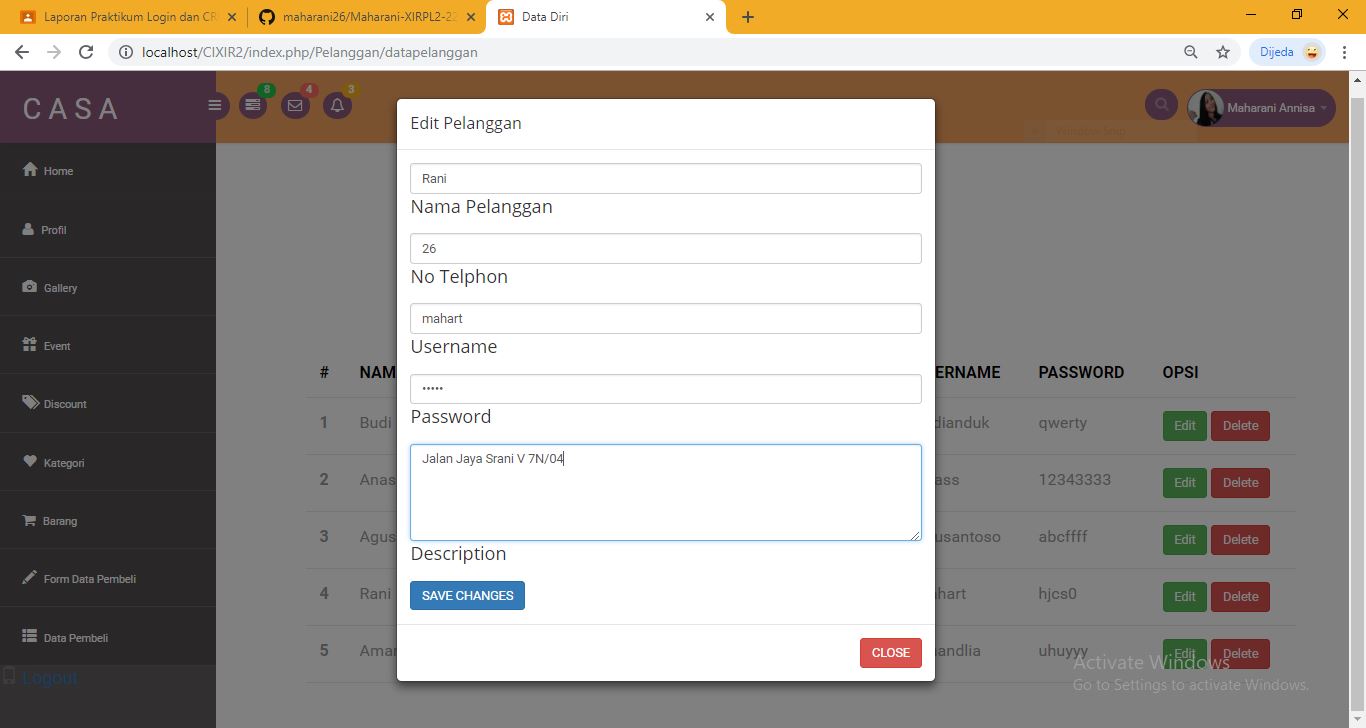 Laporan Praktikum Login dan CR
maharani26/Maharani-XIRPL2-22
Data Diri
localhost/CIXIR2/index.php/Pelanggan/datapelanggan
Dijeda
CASA
8
4
3
Maharani Annisa
Window Snip
Home
Profil
Gallery
Event
Discount
Kategori
Barang
Form Data Pembeli
Data Pembeli
Logout
Edit Pelanggan
Rani
Nama Pelanggan
26
No Telphon
mahart
Username
•••••
Password
Jalan Jaya Srani V 7N/04
Description
SAVE CHANGES
CLOSE
# NAM ERNAME PASSWORD OPSI
1 Budi dianduk qwerty Edit Delete
2 Anas ass 12343333 Edit Delete
3 Agus usantoso abcffff Edit Delete
4 Rani hart hjcs0 Edit Delete
5 Amar andlia uhuyyy Edit Delete
Activate Windows
Go to Settings to activate Windows.